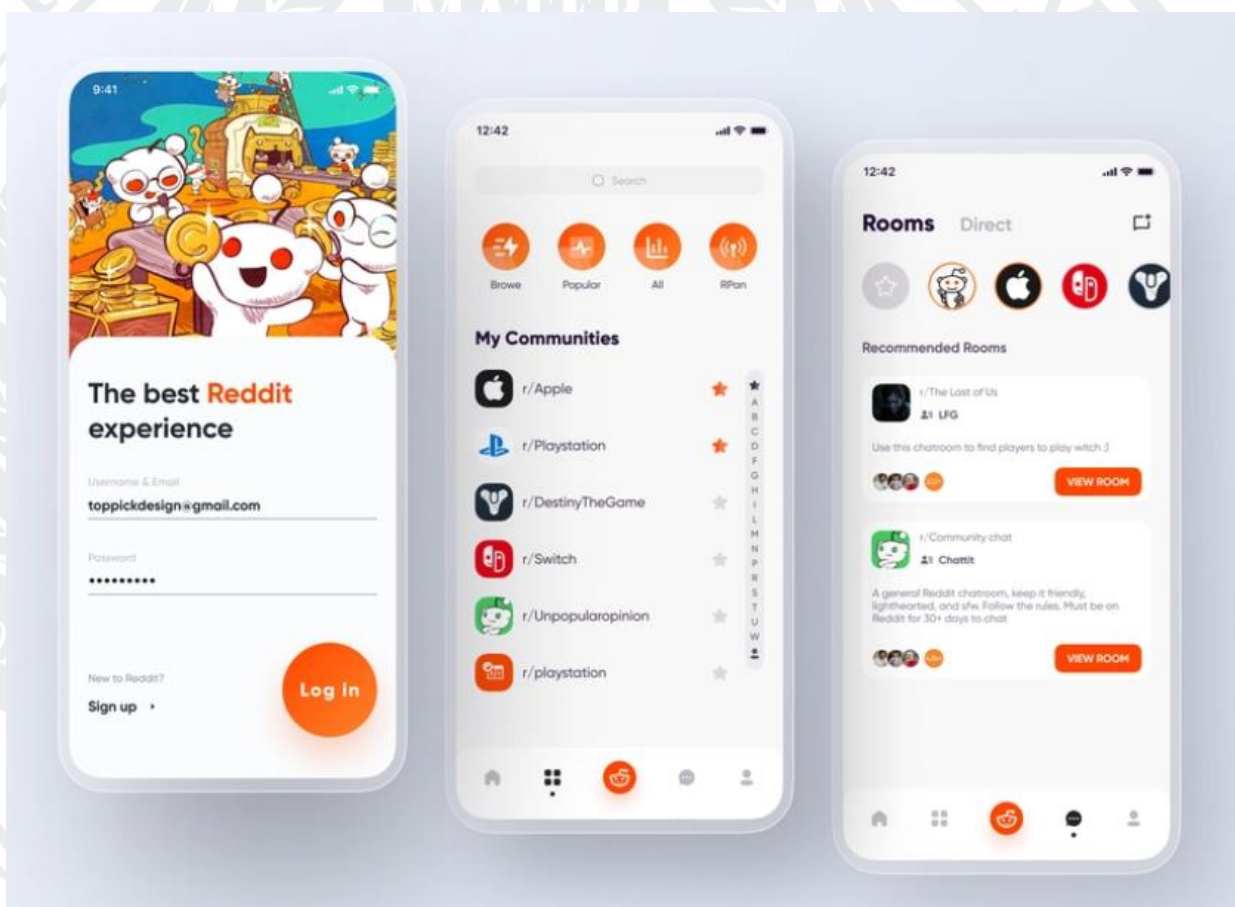 9:41
The best Reddit
experience
Username & Email
toppickdesign@gmail.com
Password
New to Reddit?
Sign up
Log in
12:42
Search
Browe
Popular
All
RPan
My Communities
r/Apple
r/Playstation
r/DestinyTheGame
r/Switch
r/Unpopularopinion
r/playstation
A
B
C
D
F
G
H
I
L
M
N
P
R
S
T
U
W
12:42
Rooms Direct
Recommended Rooms
r/The Last of Us
LFG
Use this chatroom to find players to play witch :)
VIEW ROOM
r/Community chat
Chattit
A general Reddit chatroom, keep it friendly,
lighthearted, and sfw. Follow the rules. Must be on
Reddit for 30+ days to chat
VIEW ROOM